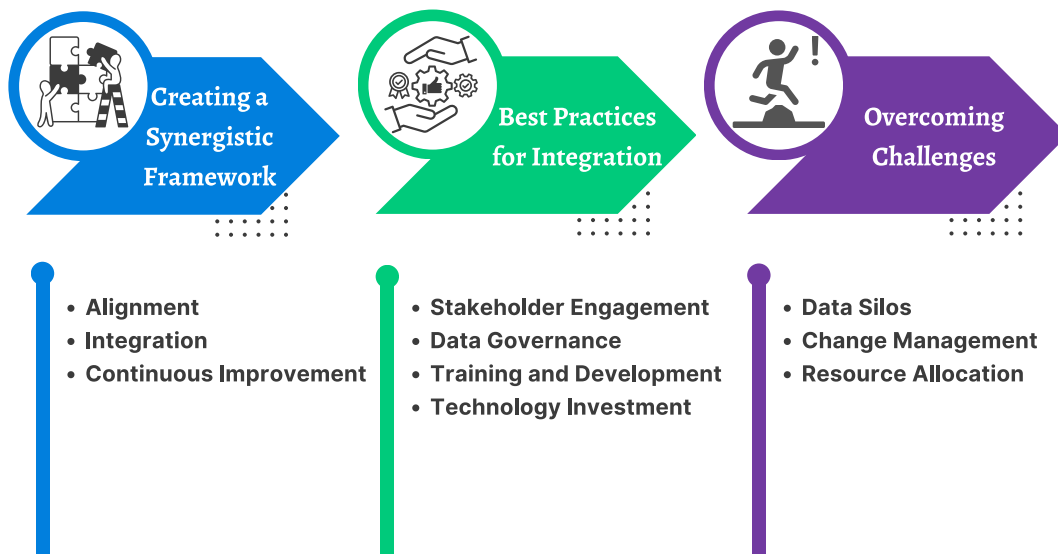 Creating a
Synergistic
Framework
• Alignment
• Integration
• Continuous Improvement
Best Practices
for Integration
• Stakeholder Engagement
• Data Governance
• Training and Development
• Technology Investment
!
Overcoming
Challenges
• Data Silos
• Change Management
• Resource Allocation